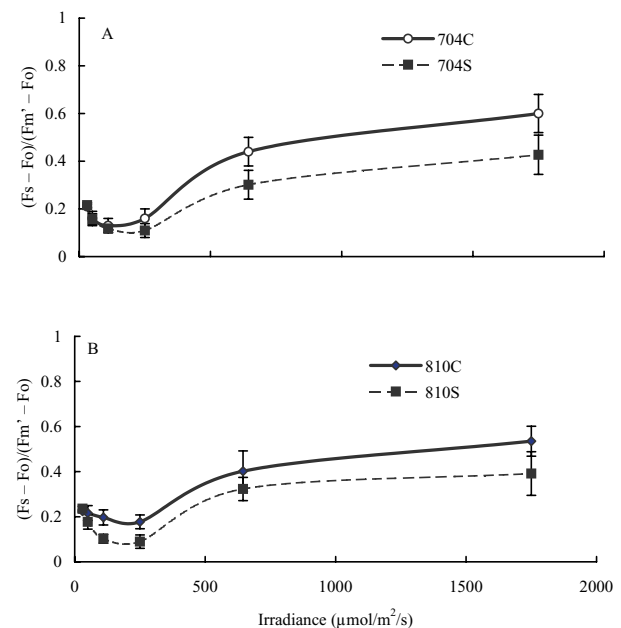 1
A
704C
704S
0.8
0.6
0.4
0.2
0
(Fs – Fo)/(Fm' – Fo)
1
B
810C
810S
0.8
0.6
0.4
0.2
0
(Fs – Fo)/(Fm' – Fo)
0 500 1000 1500 2000
Irradiance (μmol/m²/s)